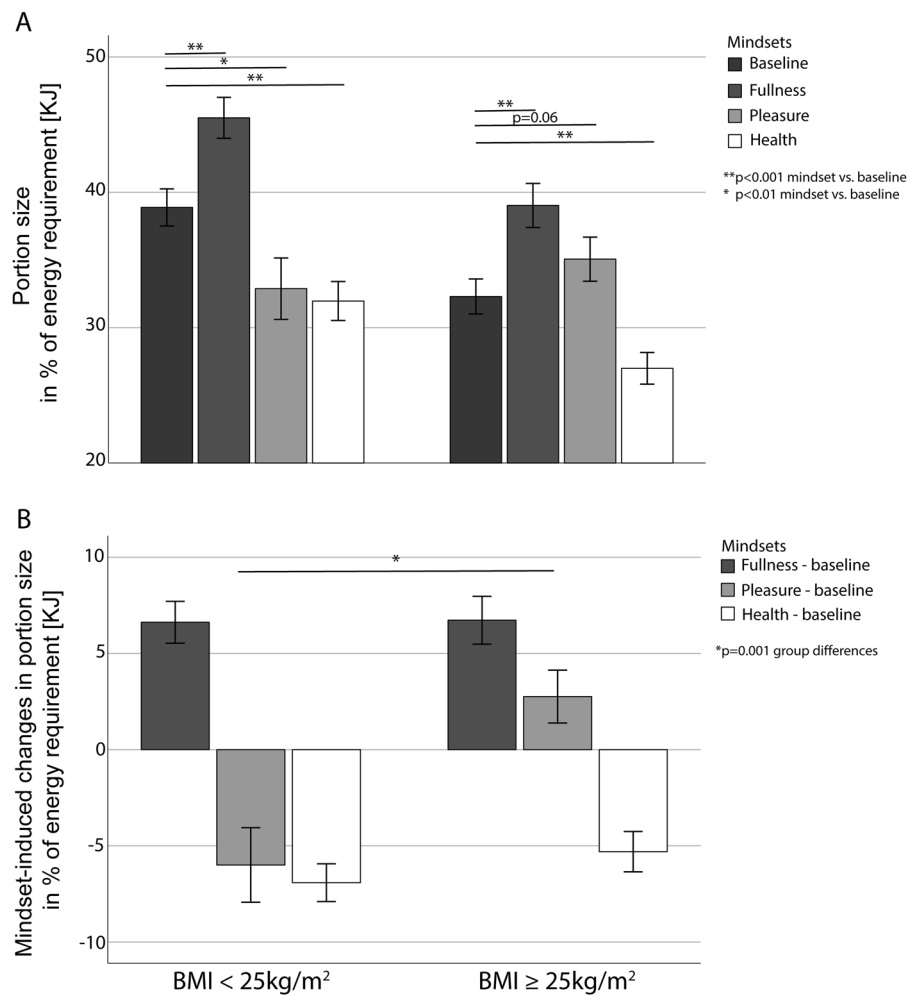 A
Portion size
in % of energy requirement [KJ]
50
40
30
20
**
*
**
**
p=0.06
**
Mindsets
Baseline
Fullness
Pleasure
Health
**p<0.001 mindset vs. baseline
* p<0.01 mindset vs. baseline
B
Mindset-induced changes in portion size
in % of energy requirement [KJ]
10
5
0
-5
-10
*
Mindsets
Fullness - baseline
Pleasure - baseline
Health - baseline
*p=0.001 group differences
BMI < 25kg/m²
BMI ≥ 25kg/m²